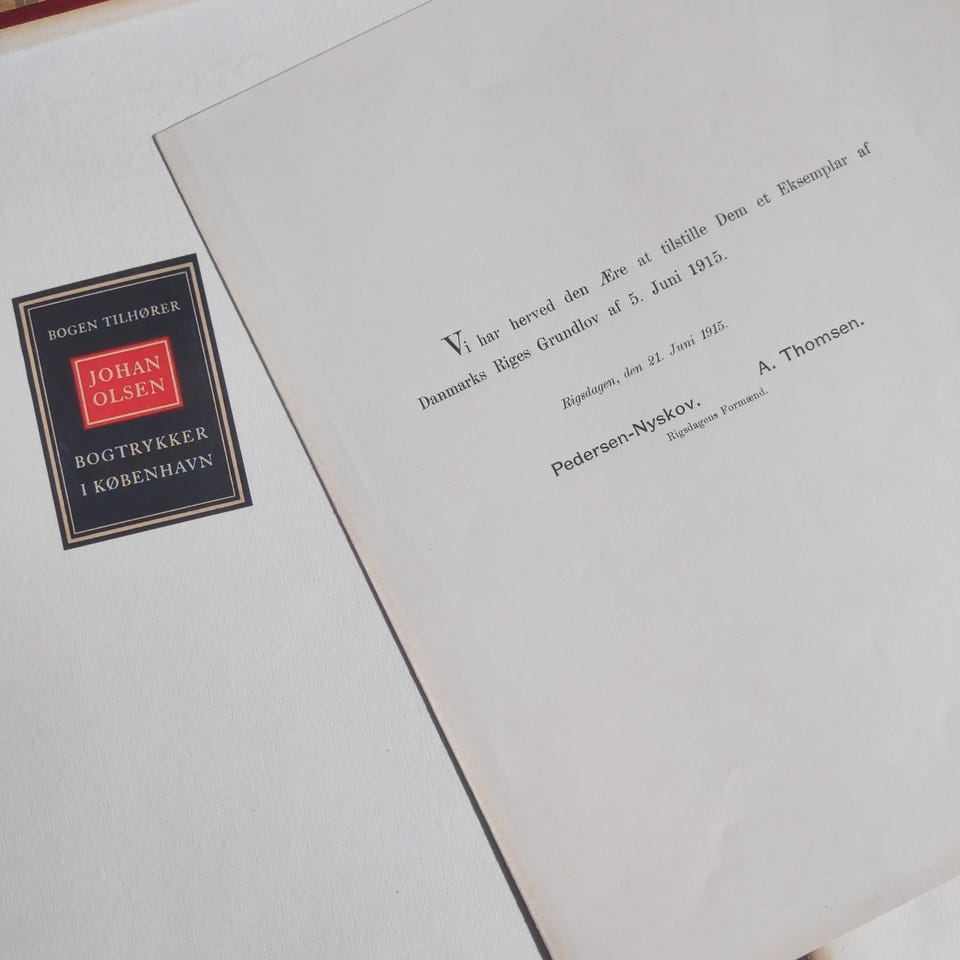 BOGEN TILHØRER
JOHAN
OLSEN
BOGTRYKKER
I KØBENHAVN
Vi har herved den Ære at tilstille Dem et Eksemplar af
Danmarks Riges Grundlov af 5. Juni 1915.
Rigsdagen, den 21. Juni 1915.
Pedersen-Nyskov. A. Thomsen.
Rigsdagens Formænd.